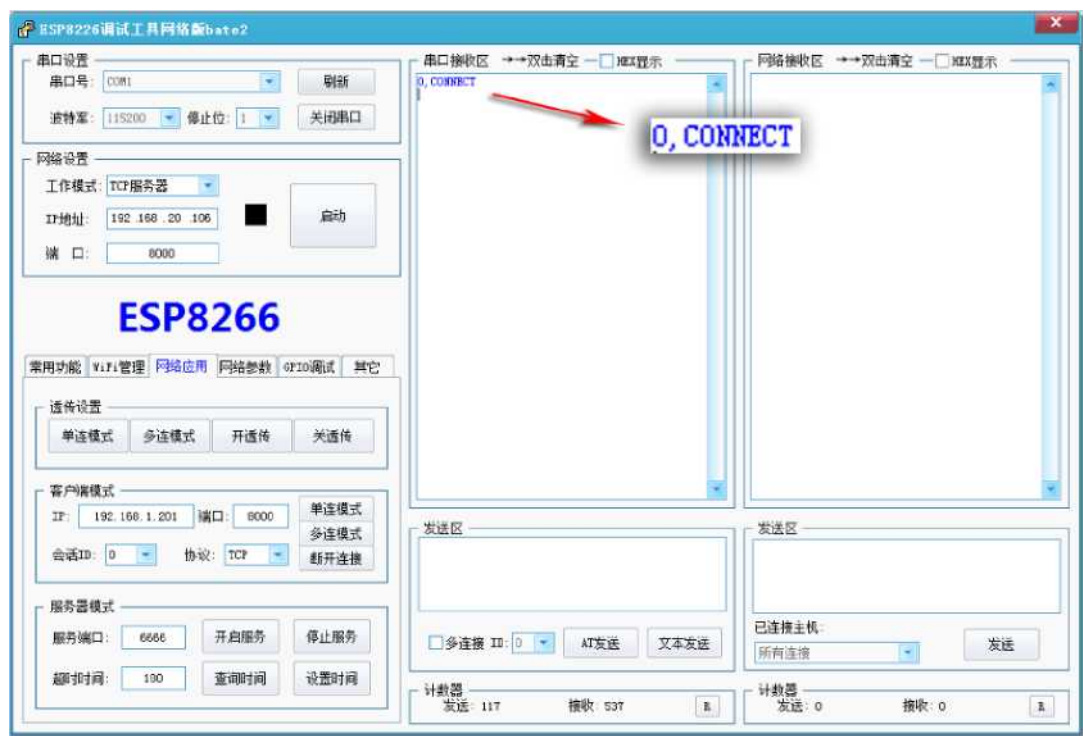 ESP8226调试工具网络版bate2
串口设置
串口号: COM1 刷新
波特率: 115200 停止位: 1 关闭串口
网络设置
工作模式: TCP服务器
IP地址: 192 .168 .20 .106 启动
端 口: 8000
ESP8266
常用功能 WiFi管理 网络应用 网络参数 GPIO调试 其它
透传设置
单连模式 多连模式 开透传 关透传
客户端模式
IP: 192.168.1.201 端口: 8000 单连模式
多连模式
会话ID: 0 协议: TCP 断开连接
服务器模式
服务端口: 6666 开启服务 停止服务
超时时间: 180 查询时间 设置时间
串口接收区 →→双击清空 HEX显示
0,CONNECT
0,CONNECT
发送区
多连接 ID: 0 AT发送 文本发送
计数器
发送: 117 接收: 537 R
网络接收区 →→双击清空 HEX显示
发送区
已连接主机:
所有连接 发送
计数器
发送: 0 接收: 0 R